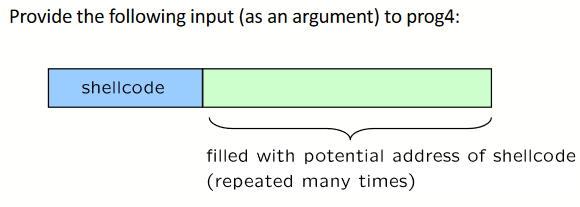 Provide the following input (as an argument) to prog4:
shellcode
filled with potential address of shellcode
(repeated many times)